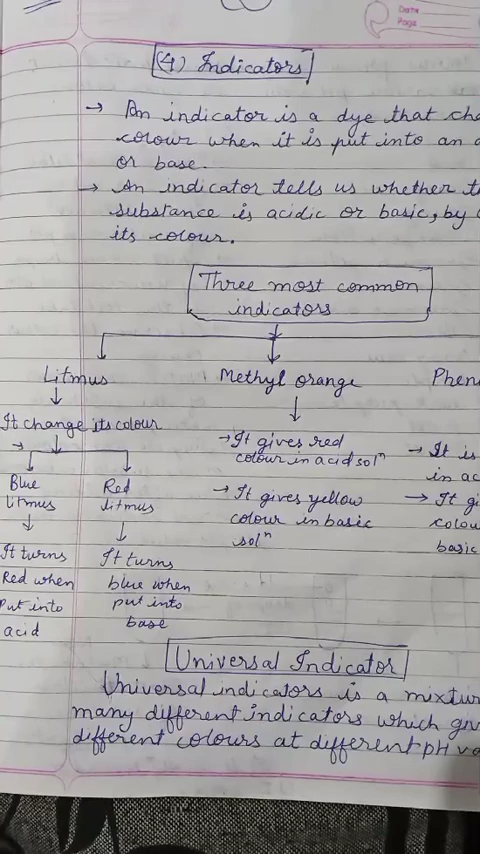 Date
Page
(4) Indicators
→ An indicator is a dye that cha
colour when it is put into an a
or base.
→ An indicator tells us whether th
substance is acidic or basic, by c
its colour.
Three most common
indicators
Litmus
Methyl orange
Phen
It change its colour
→It gives red
colour in acid solⁿ
→ It is
in ac
→ It gives yellow
colour in basic
solⁿ
→ It gi
colou
basic
Blue
litmus
Red
litmus
It turns
Red when
put into
acid
It turns
blue when
put into
base
Universal Indicator
Universal indicators is a mixtur
many different indicators which giv
different colours at different pH va